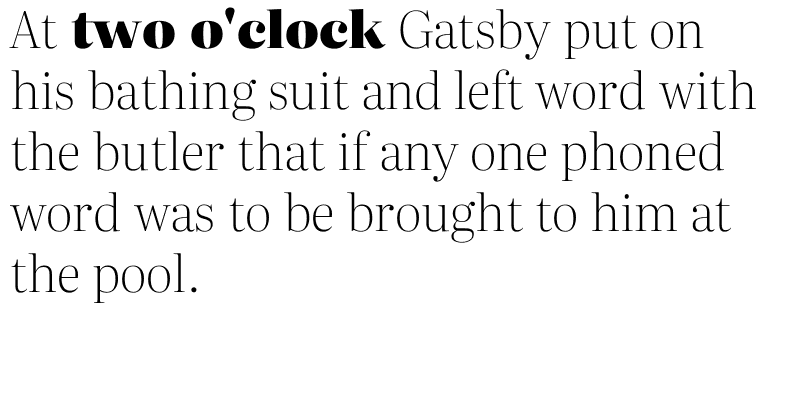 At two o'clock Gatsby put on
his bathing suit and left word with
the butler that if any one phoned
word was to be brought to him at
the pool.